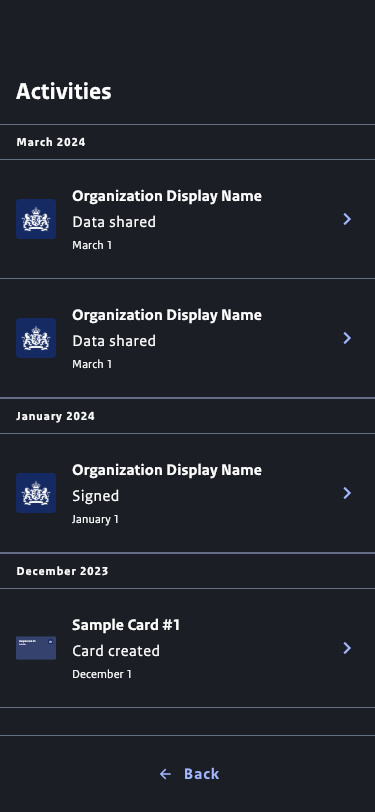 Activities
March 2024
Organization Display Name
Data shared
March 1
Organization Display Name
Data shared
March 1
January 2024
Organization Display Name
Signed
January 1
December 2023
Sample Card #1
Card created
December 1
Back